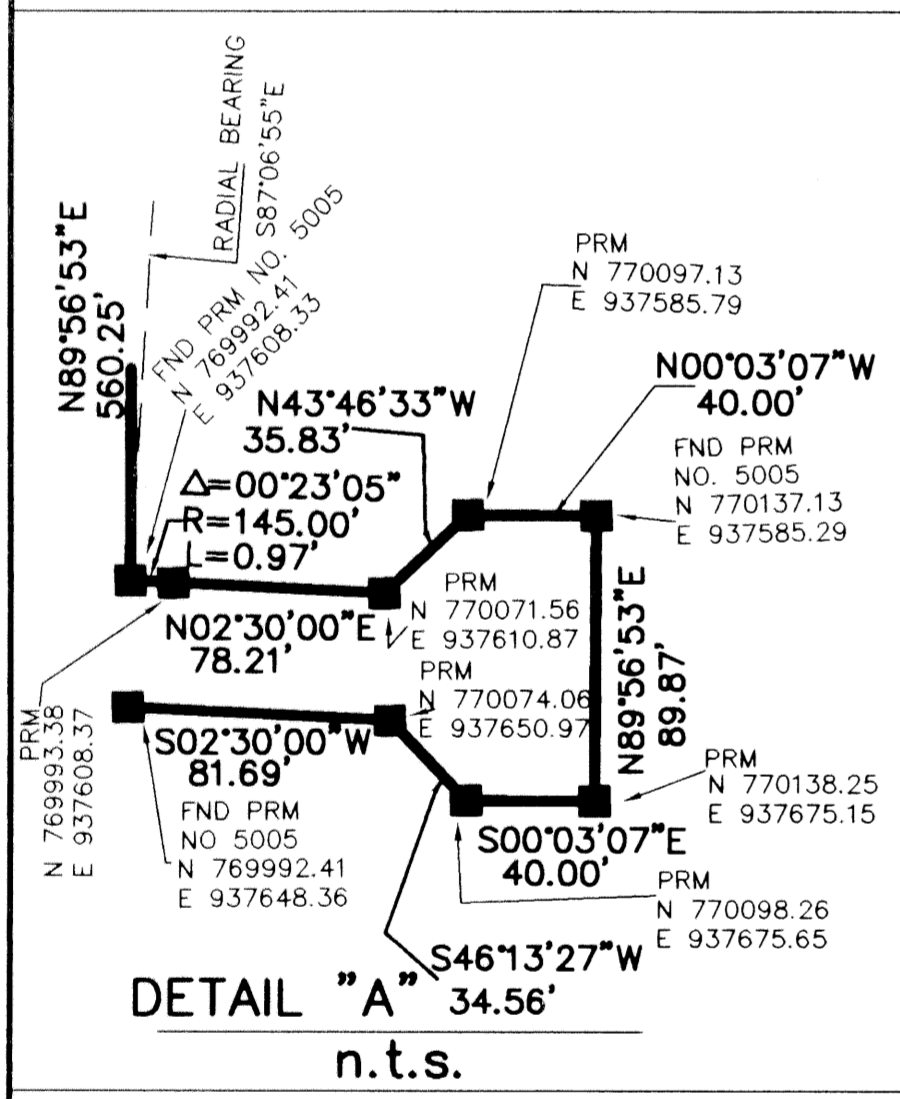 RADIAL BEARING
S87°06'55"E
N89°56'53"E
560.25'
FND PRM NO. 5005
N 769992.41
E 937608.33
PRM
N 770097.13
E 937585.79
N00°03'07"W
40.00'
N43°46'33"W
35.83'
FND PRM
NO. 5005
N 770137.13
E 937585.29
△=00°23'05"
R=145.00'
L=0.97'
PRM
N 770071.56
E 937610.87
N02°30'00"E
78.21'
N89°56'53"E
89.87'
PRM
N 770074.06
E 937650.97
PRM
N 769993.38
E 937608.37
S02°30'00"W
81.69'
FND PRM
NO 5005
N 769992.41
E 937648.36
PRM
N 770138.25
E 937675.15
S00°03'07"E
40.00'
PRM
N 770098.26
E 937675.65
S46°13'27"W
34.56'
DETAIL "A"
n.t.s.